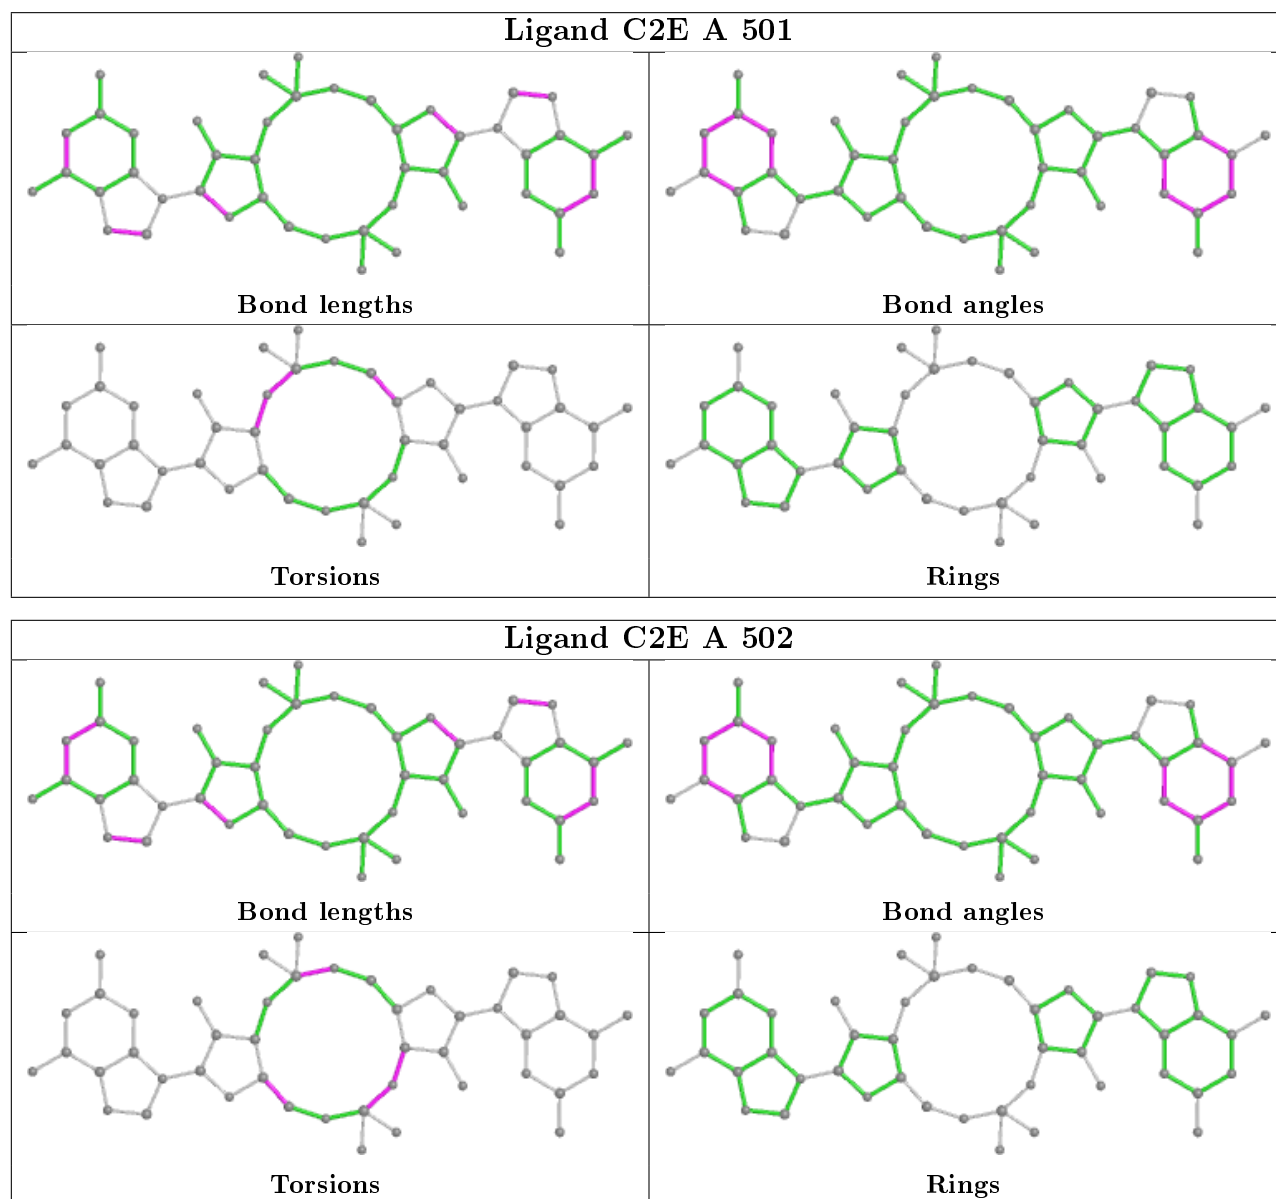 Ligand C2E A 501
Bond lengths
Bond angles
Torsions
Rings
Ligand C2E A 502
Bond lengths
Bond angles
Torsions
Rings